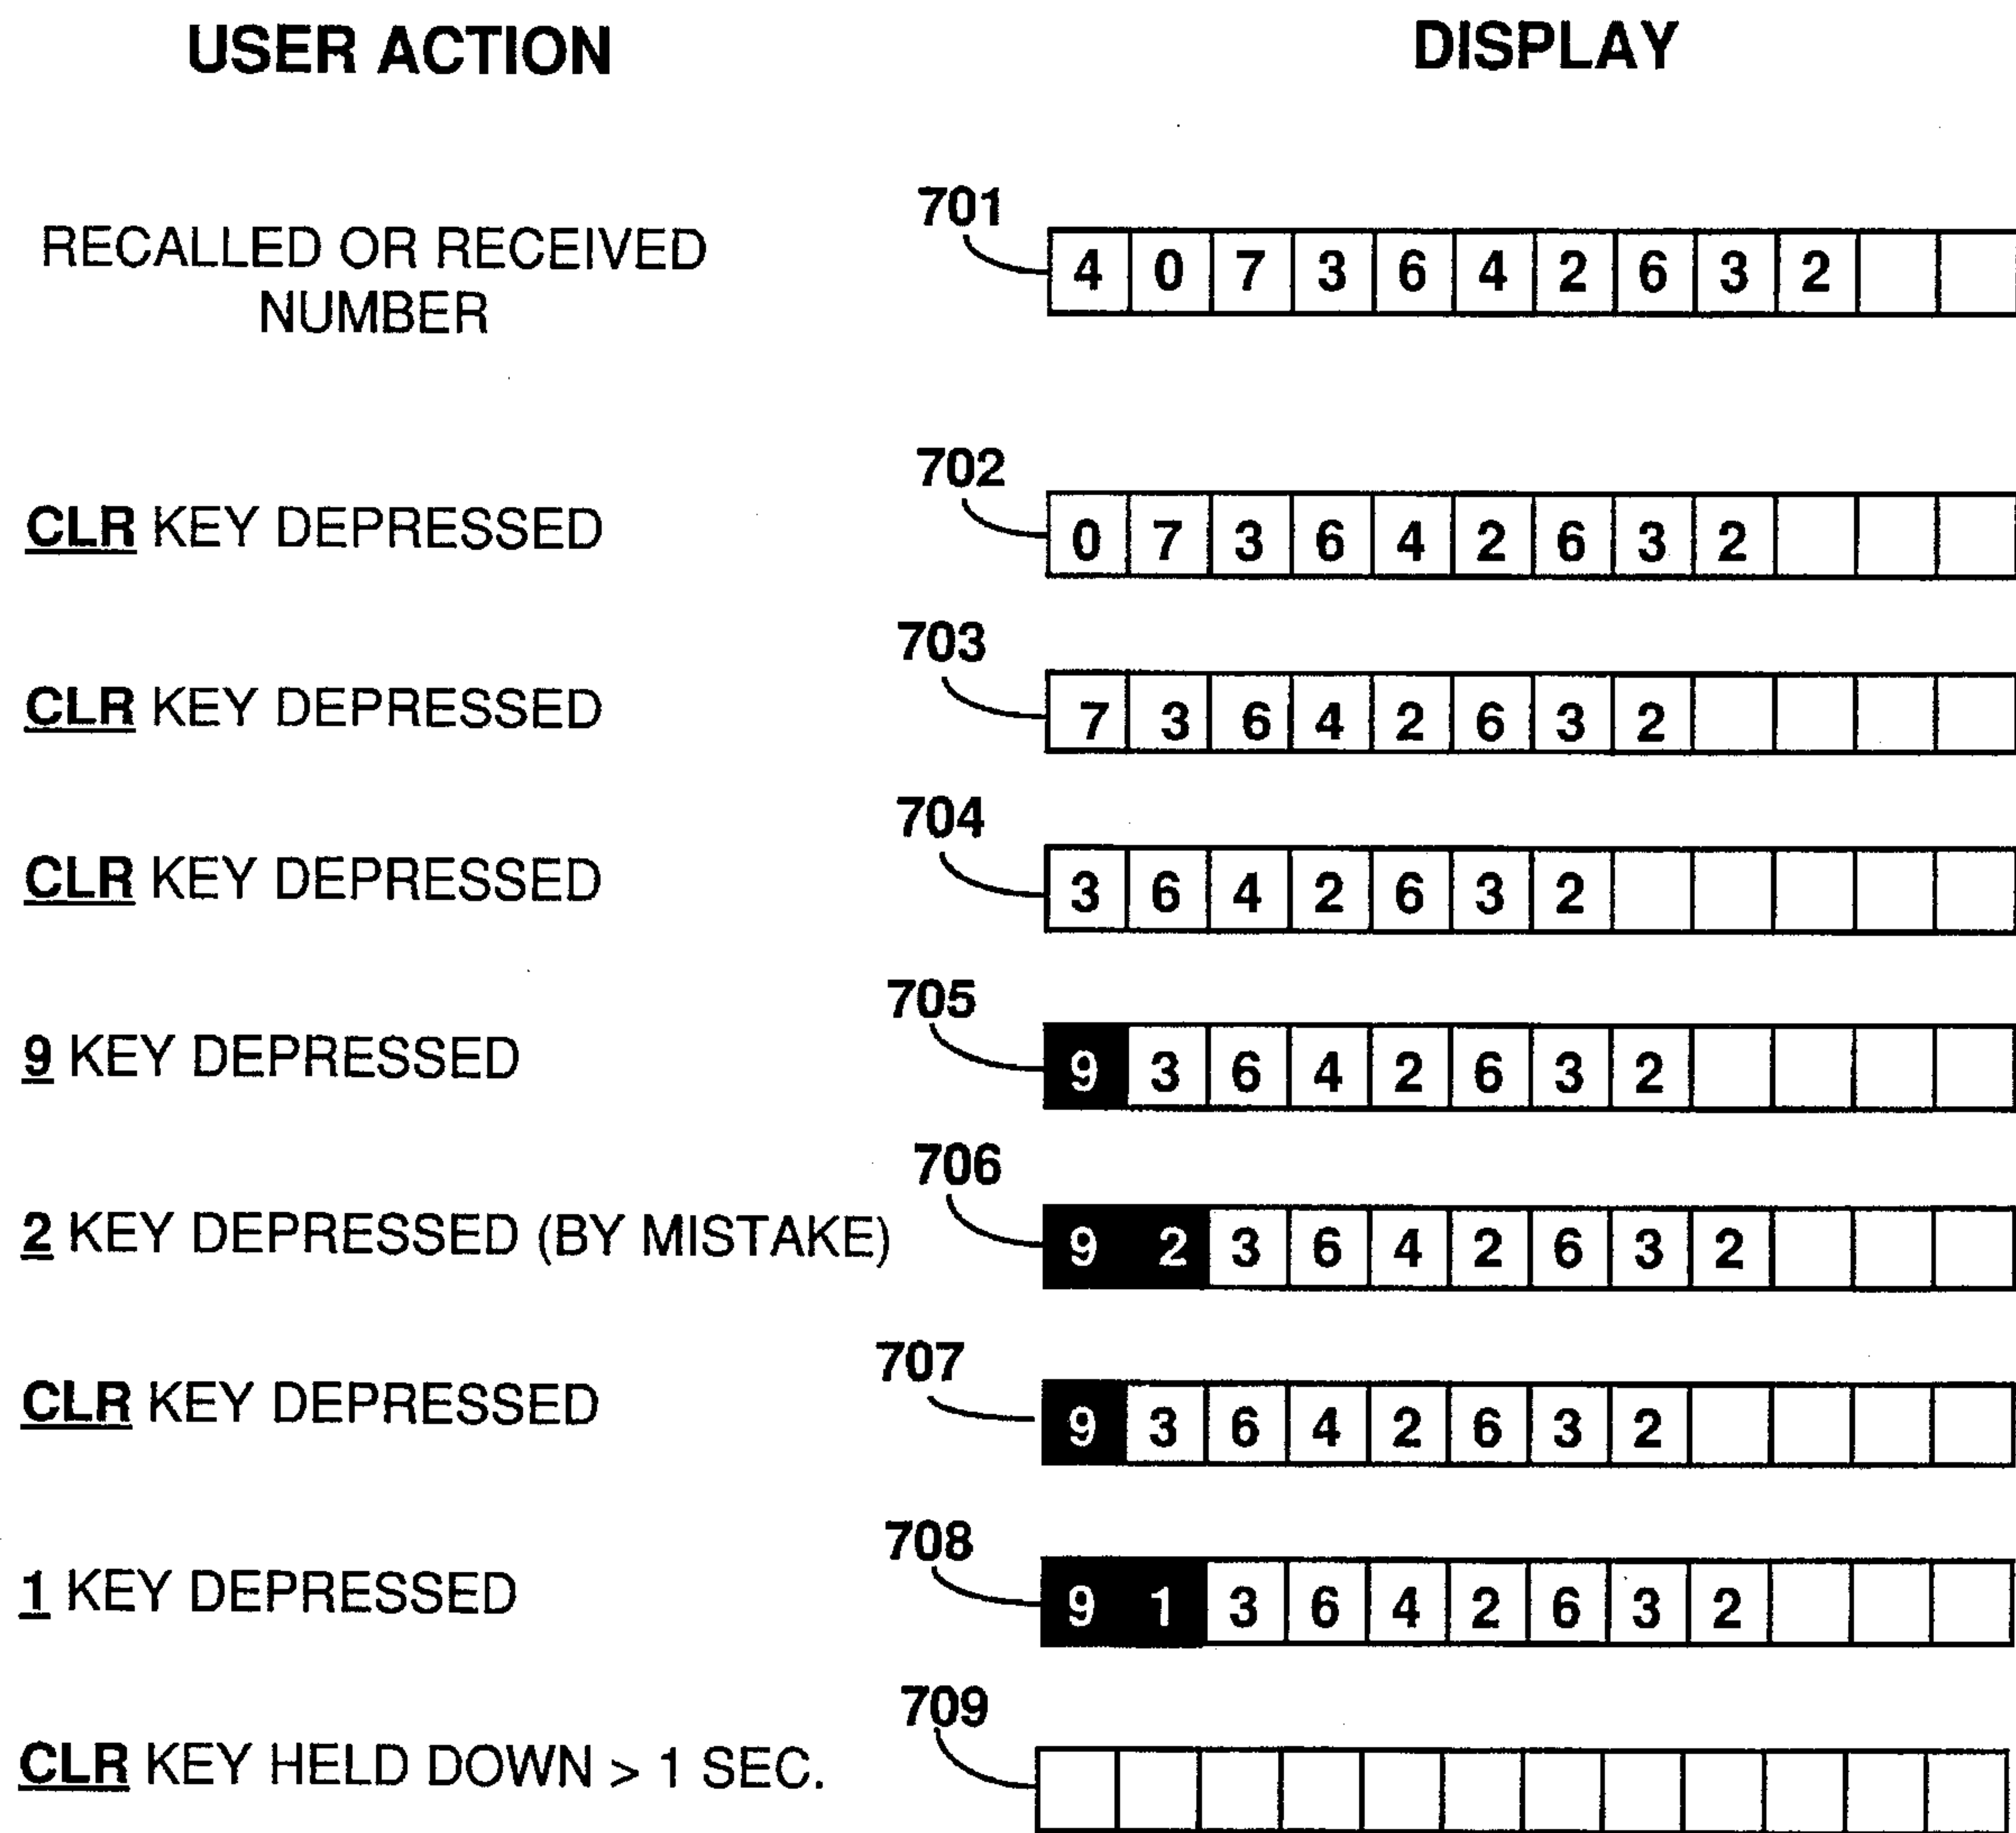 USER ACTION DISPLAY
701
RECALLED OR RECEIVED
NUMBER
4 0 7 3 6 4 2 6 3 2
702
CLR KEY DEPRESSED 0 7 3 6 4 2 6 3 2
703
CLR KEY DEPRESSED 7 3 6 4 2 6 3 2
704
CLR KEY DEPRESSED 3 6 4 2 6 3 2
705
9 KEY DEPRESSED 9 3 6 4 2 6 3 2
706
2 KEY DEPRESSED (BY MISTAKE) 9 2 3 6 4 2 6 3 2
707
CLR KEY DEPRESSED 9 3 6 4 2 6 3 2
708
1 KEY DEPRESSED 9 1 3 6 4 2 6 3 2
709
CLR KEY HELD DOWN > 1 SEC.